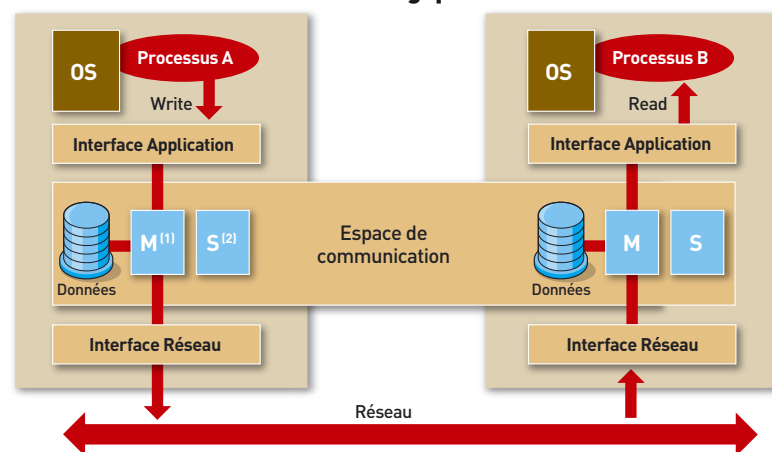 OS
Processus A
Write
Interface Application
M(1)
S(2)
Données
Interface Réseau
Espace de
communication
OS
Processus B
Read
Interface Application
M
S
Données
Interface Réseau
Réseau